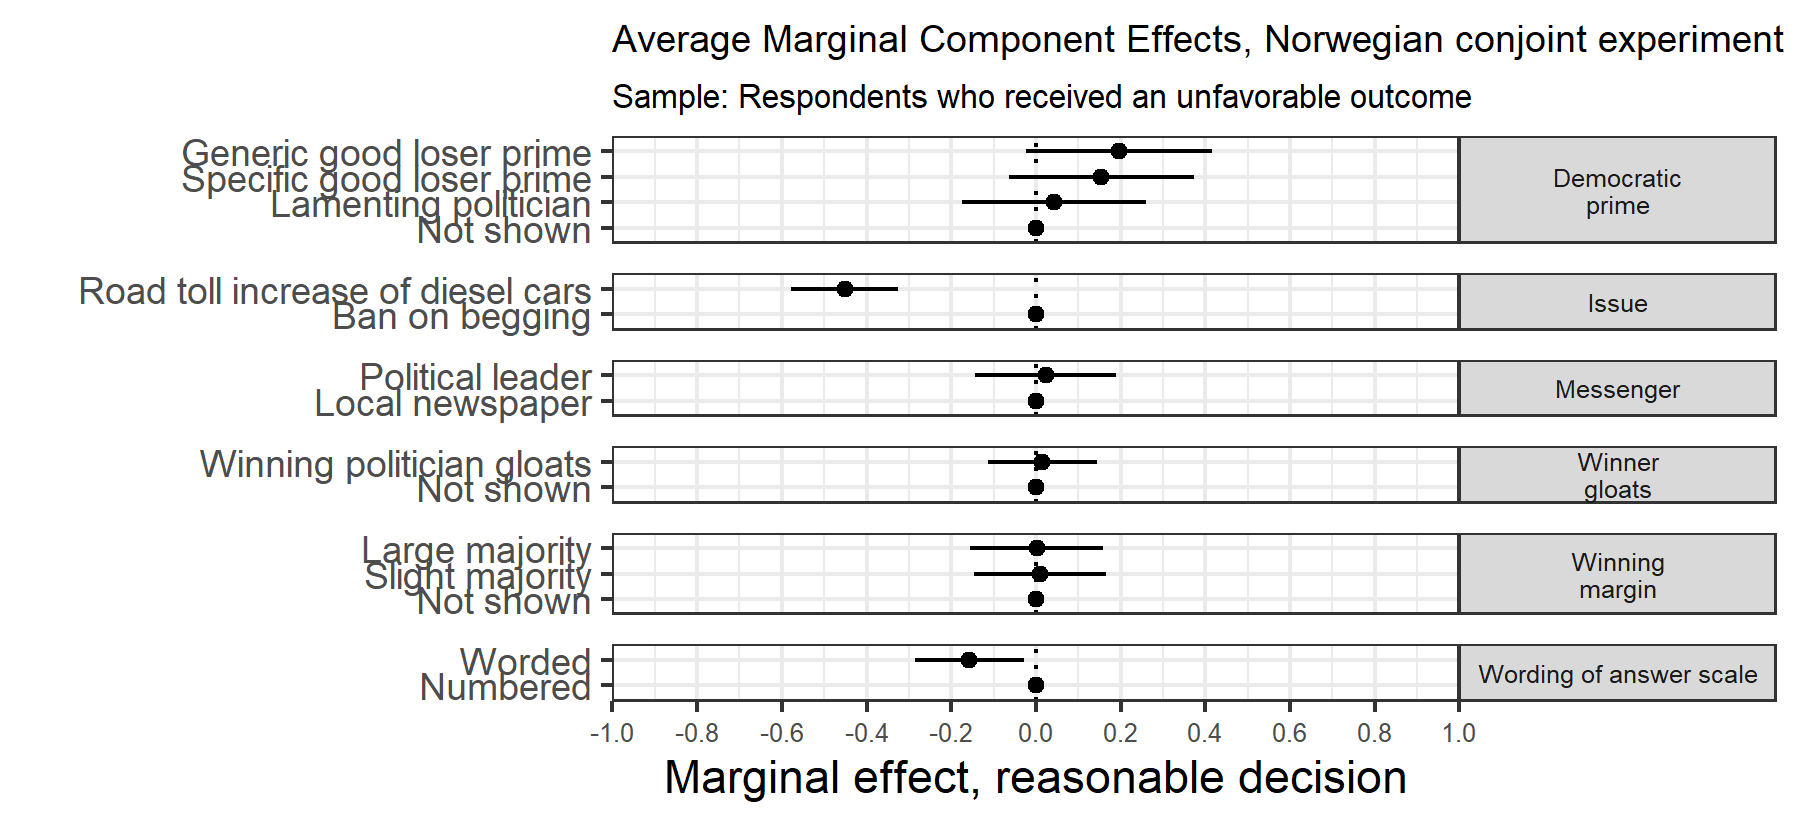 Average Marginal Component Effects, Norwegian conjoint experiment
Sample: Respondents who received an unfavorable outcome
Generic good loser prime
Specific good loser prime
Lamenting politician
Not shown
Democratic
prime
Road toll increase of diesel cars
Ban on begging
Issue
Political leader
Local newspaper
Messenger
Winning politician gloats
Not shown
Winner
gloats
Large majority
Slight majority
Not shown
Winning
margin
Worded
Numbered
Wording of answer scale
-1.0 -0.8 -0.6 -0.4 -0.2 0.0 0.2 0.4 0.6 0.8 1.0
Marginal effect, reasonable decision